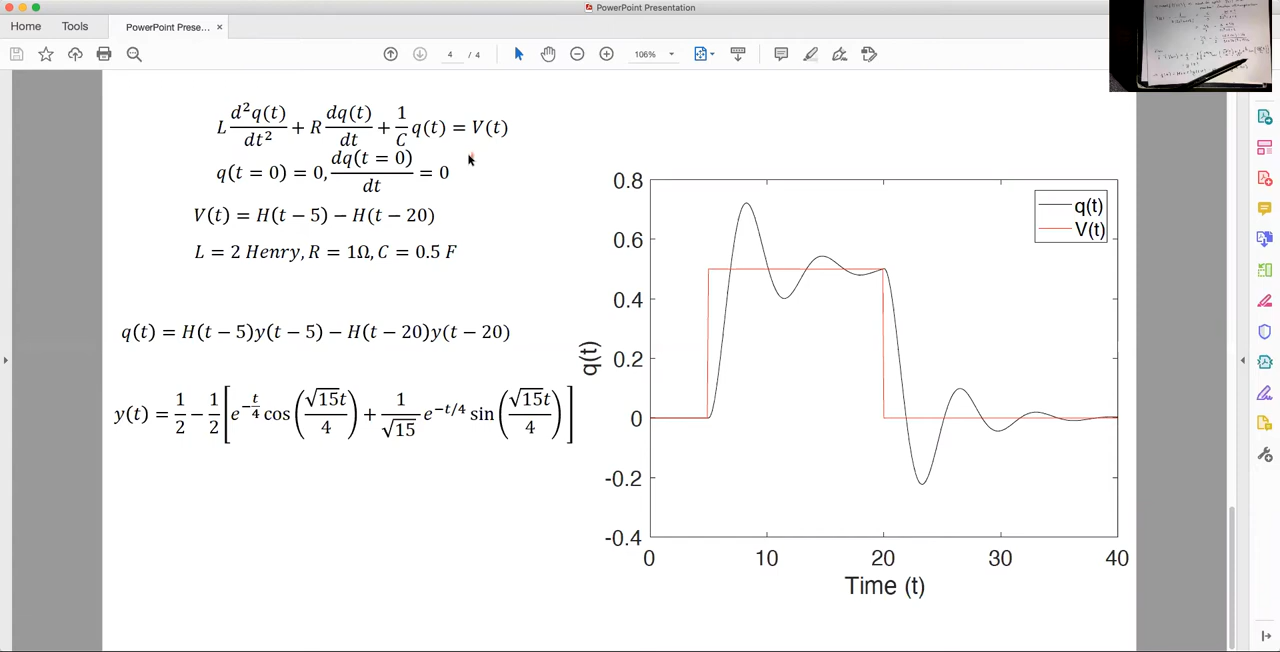 PowerPoint Presentation
Home Tools PowerPoint Prese... ×
4 / 4 106%
L d²q(t)/dt² + R dq(t)/dt + 1/C q(t) = V(t)
q(t = 0) = 0, dq(t = 0)/dt = 0
V(t) = H(t − 5) − H(t − 20)
L = 2 Henry, R = 1Ω, C = 0.5 F
q(t) = H(t − 5)y(t − 5) − H(t − 20)y(t − 20)
y(t) = 1/2 − 1/2 [e^(−t/4) cos(√15t/4) + 1/√15 e^(−t/4) sin(√15t/4)]
q(t)
V(t)
0.8
0.6
0.4
0.2
0
-0.2
-0.4
q(t)
0 10 20 30 40
Time (t)